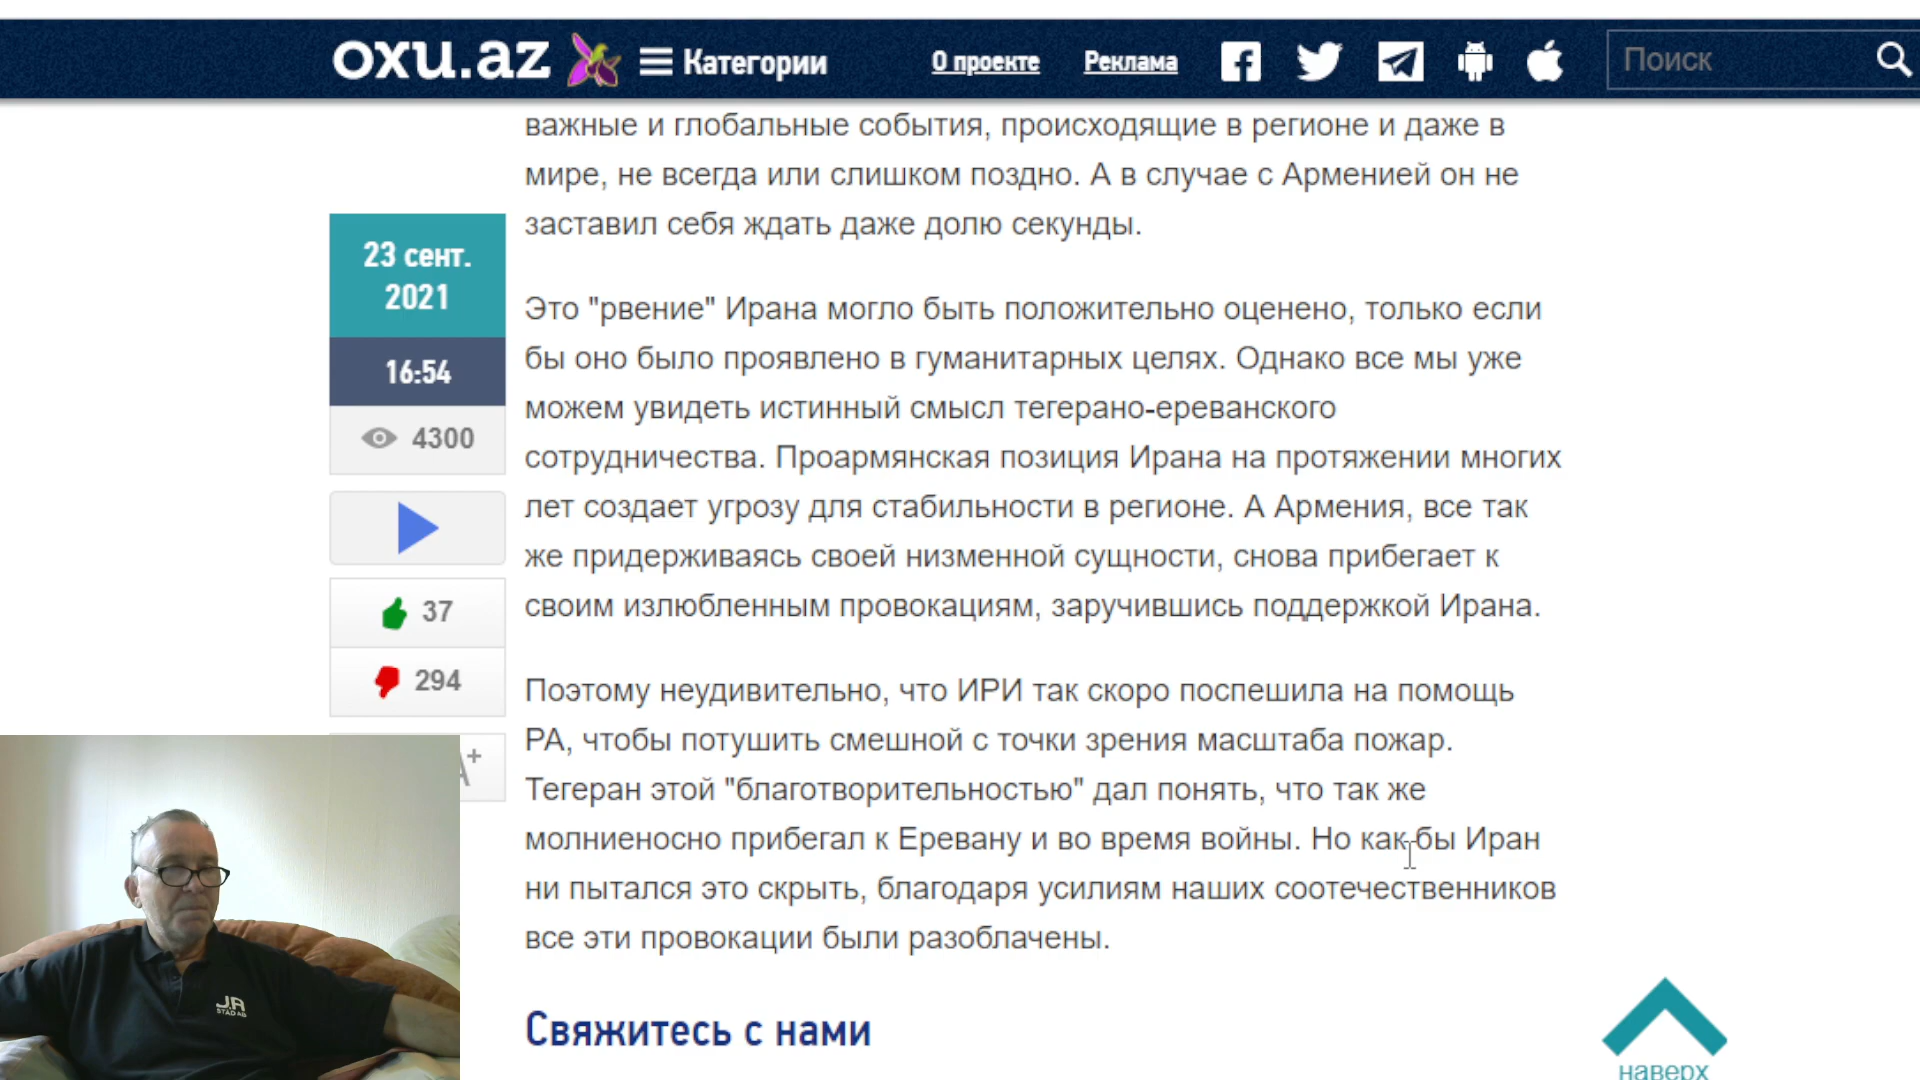 oxu.az
Категории
О проекте
Реклама
Поиск
важные и глобальные события, происходящие в регионе и даже в
мире, не всегда или слишком поздно. А в случае с Арменией он не
заставил себя ждать даже долю секунды.
23 сент.
2021
16:54
4300
37
294
A+
Это "рвение" Ирана могло быть положительно оценено, только если
бы оно было проявлено в гуманитарных целях. Однако все мы уже
можем увидеть истинный смысл тегерано-ереванского
сотрудничества. Проармянская позиция Ирана на протяжении многих
лет создает угрозу для стабильности в регионе. А Армения, все так
же придерживаясь своей низменной сущности, снова прибегает к
своим излюбленным провокациям, заручившись поддержкой Ирана.
Поэтому неудивительно, что ИРИ так скоро поспешила на помощь
РА, чтобы потушить смешной с точки зрения масштаба пожар.
Тегеран этой "благотворительностью" дал понять, что так же
молниеносно прибегал к Еревану и во время войны. Но как бы Иран
ни пытался это скрыть, благодаря усилиям наших соотечественников
все эти провокации были разоблачены.
Свяжитесь с нами
наверх
J.A
STAD AB